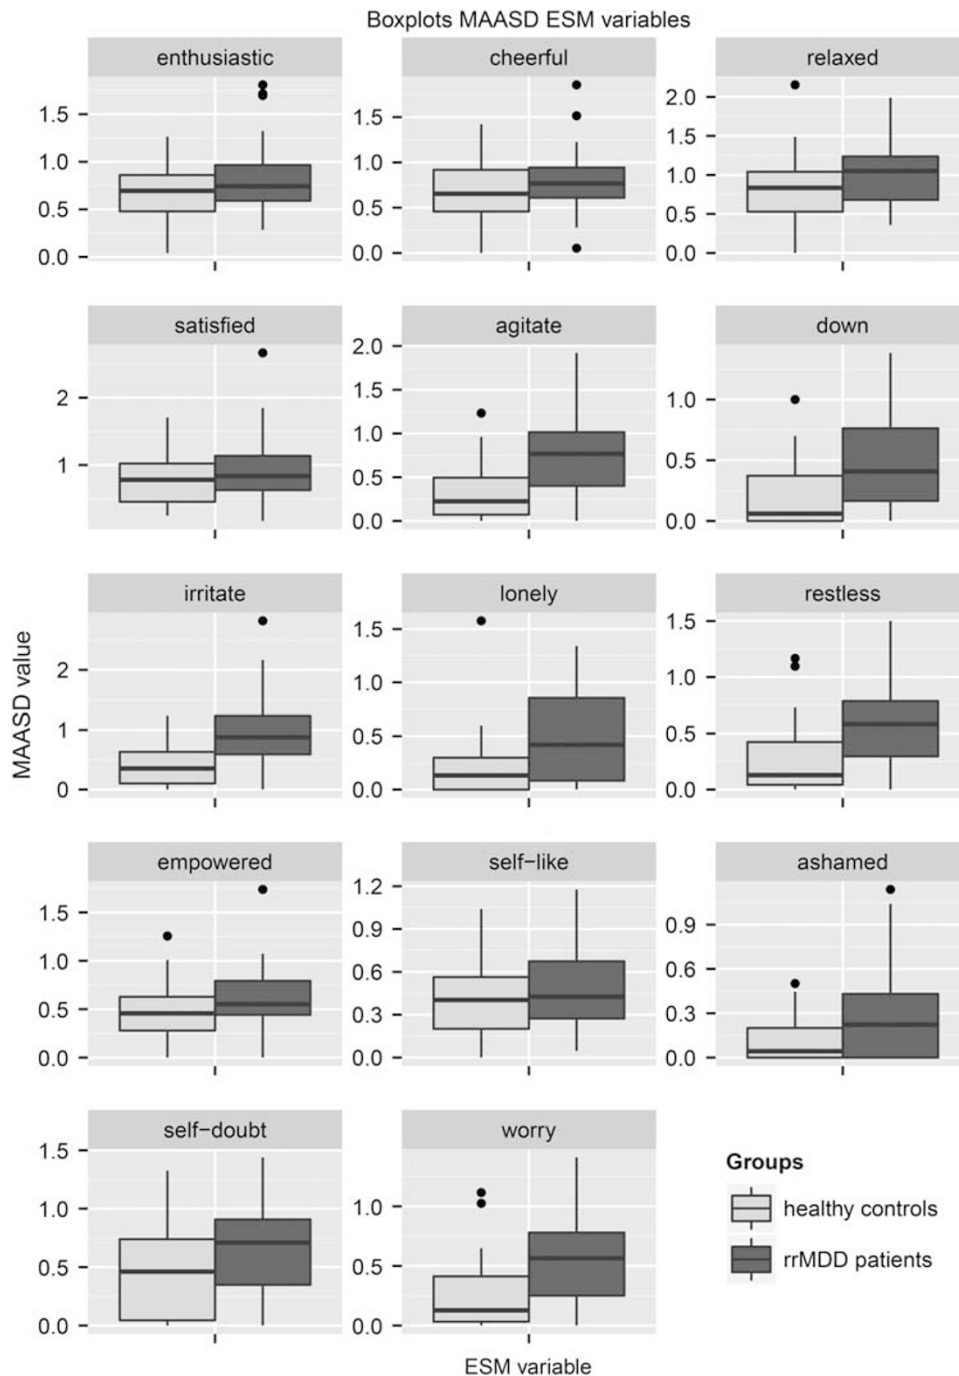 Boxplots MAASD ESM variables
enthusiastic cheerful relaxed
1.5 1.5 2.0
1.0 1.0 1.5
0.5 0.5 1.0
0.0 0.0 0.5
0.0
satisfied agitate down
2 2.0 1.0
1 1.5 0.5
1.0 0.0
0.5
0.0
irritate lonely restless
2 1.5 1.5
1 1.0 1.0
0 0.5 0.5
0.0 0.0
MAASD value
empowered self-like ashamed
1.5 1.2 0.9
1.0 0.9 0.6
0.5 0.6 0.3
0.0 0.3 0.0
0.0
self-doubt worry
1.5 1.0
1.0 0.5
0.5 0.0
0.0
Groups
healthy controls
rrMDD patients
ESM variable